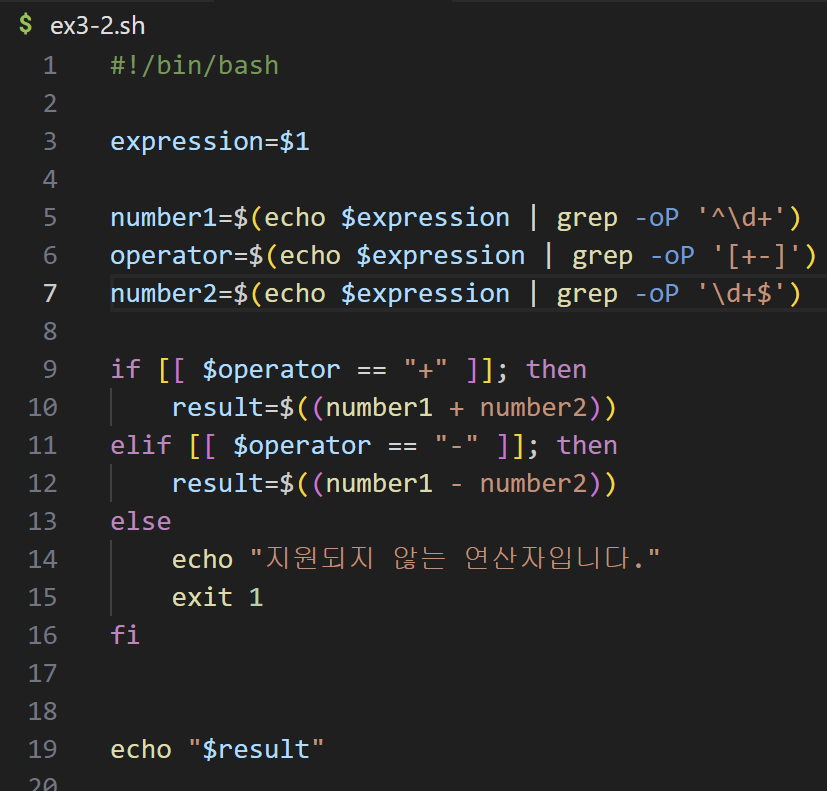 $ ex3-2.sh
1 #!/bin/bash
2
3 expression=$1
4
5 number1=$(echo $expression | grep -oP '^\d+')
6 operator=$(echo $expression | grep -oP '[+-]')
7 number2=$(echo $expression | grep -oP '\d+$')
8
9 if [[ $operator == "+" ]]; then
10     result=$((number1 + number2))
11 elif [[ $operator == "-" ]]; then
12     result=$((number1 - number2))
13 else
14     echo "지원되지 않는 연산자입니다."
15     exit 1
16 fi
17
18
19 echo "$result"
20